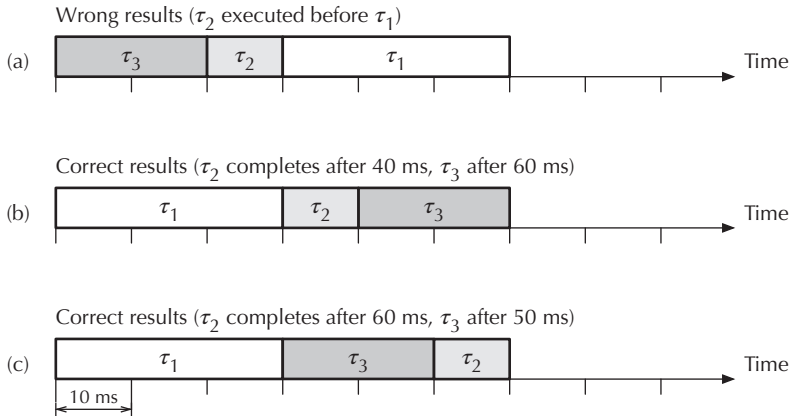 Wrong results (τ2 executed before τ1)
(a) τ3 τ2 τ1 Time
Correct results (τ2 completes after 40 ms, τ3 after 60 ms)
(b) τ1 τ2 τ3 Time
Correct results (τ2 completes after 60 ms, τ3 after 50 ms)
(c) τ1 τ3 τ2 Time
10 ms